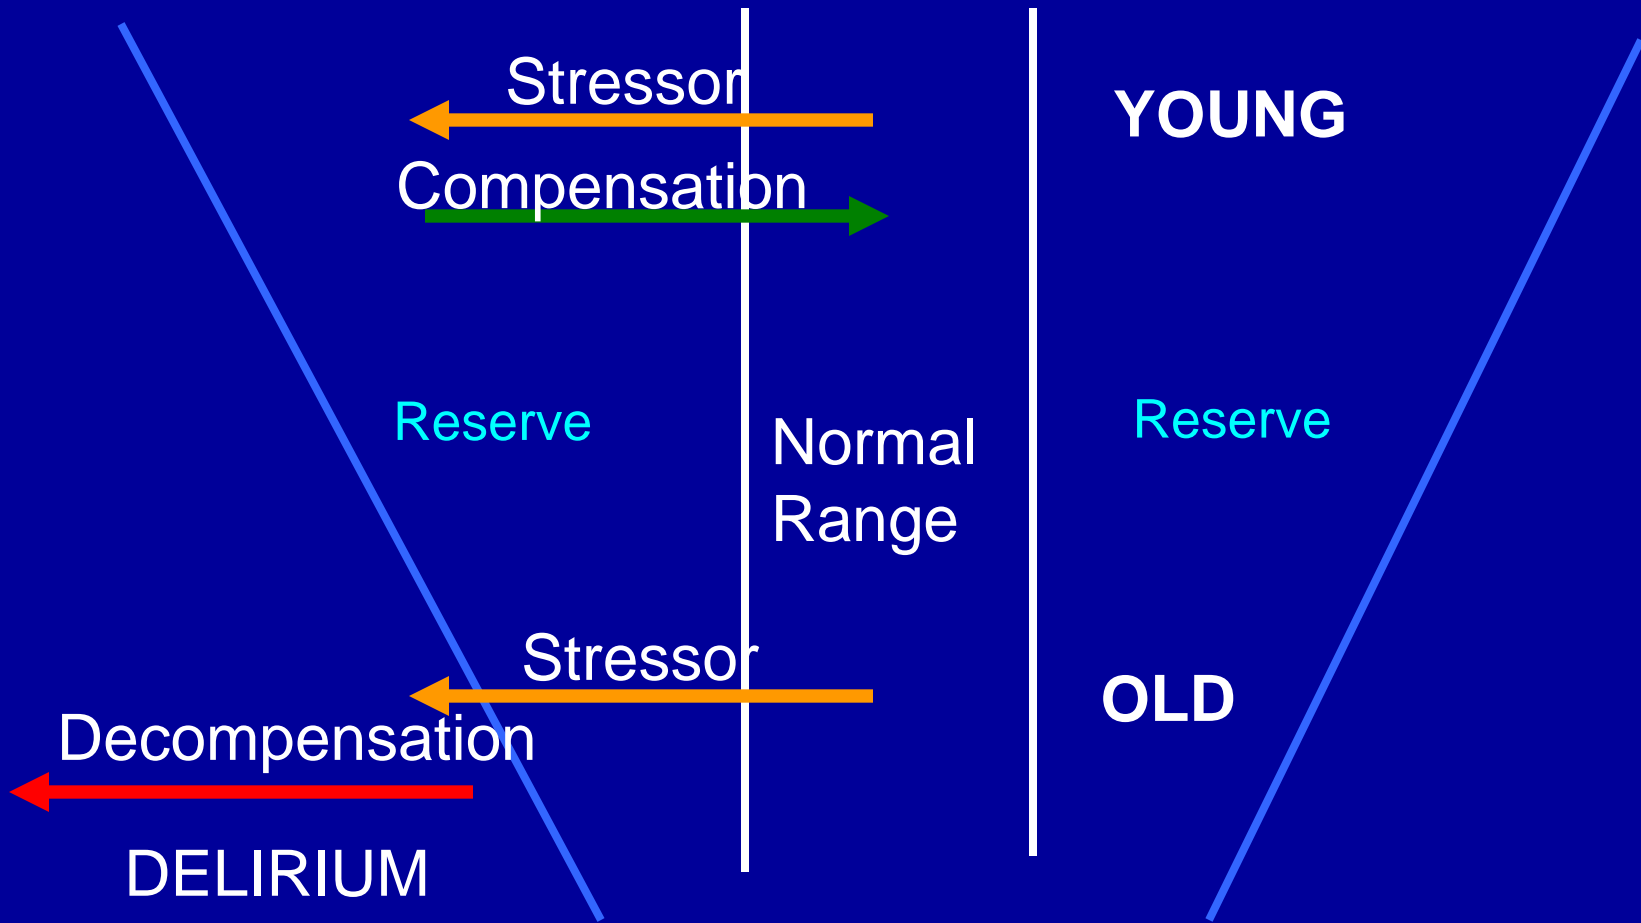 Stressor
YOUNG
Compensation
Reserve
Normal
Range
Reserve
Stressor
OLD
Decompensation
DELIRIUM